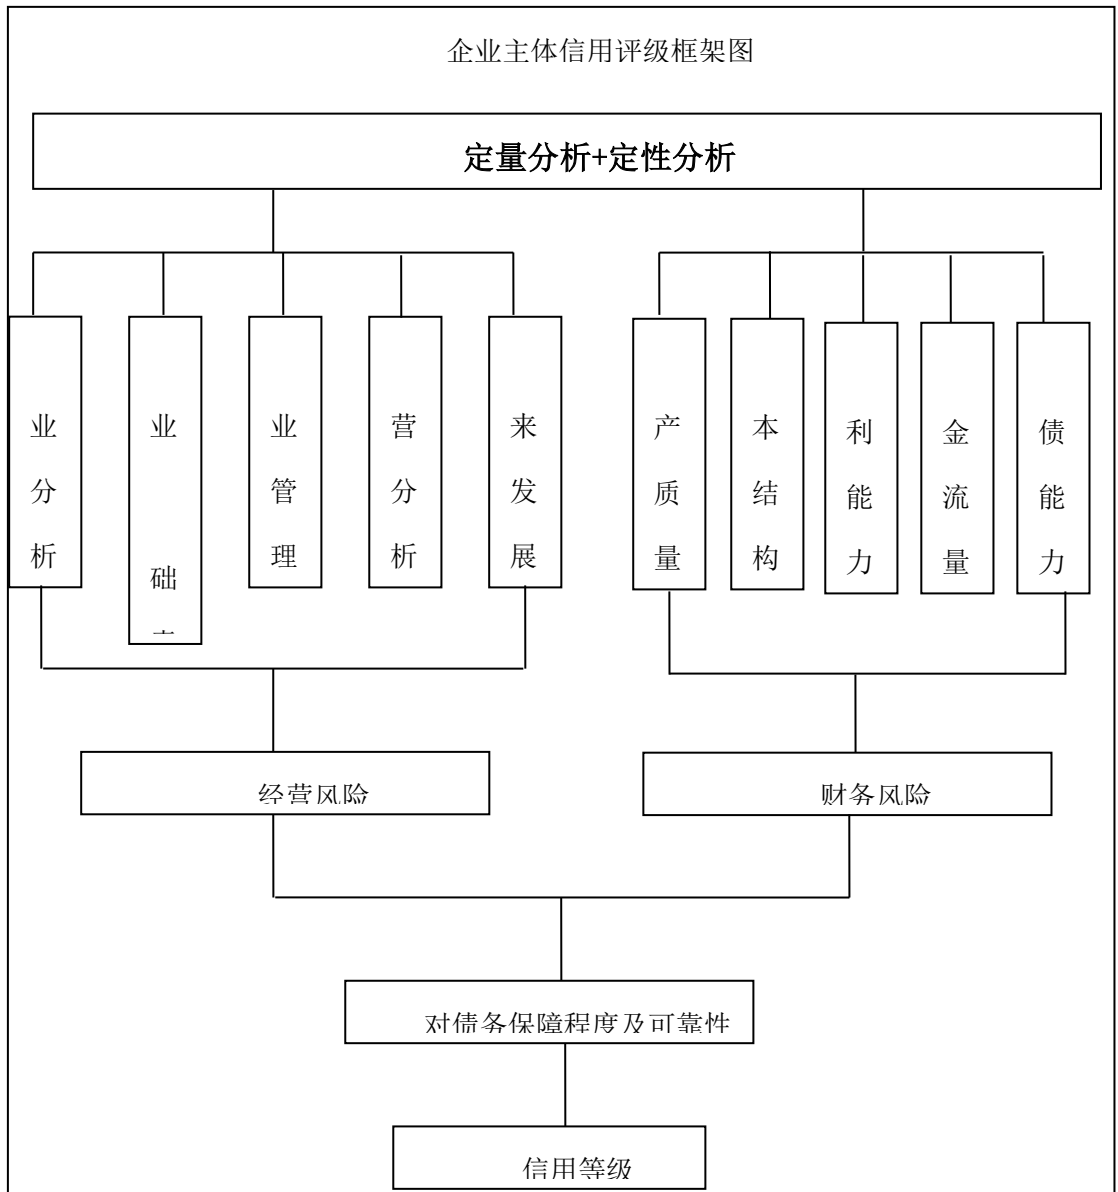 企业主体信用评级框架图
定量分析+定性分析
业分析
业础
业管理
营分析
来发展
产质量
本结构
利能力
金流量
债能力
经营风险
财务风险
对债务保障程度及可靠性
信用等级